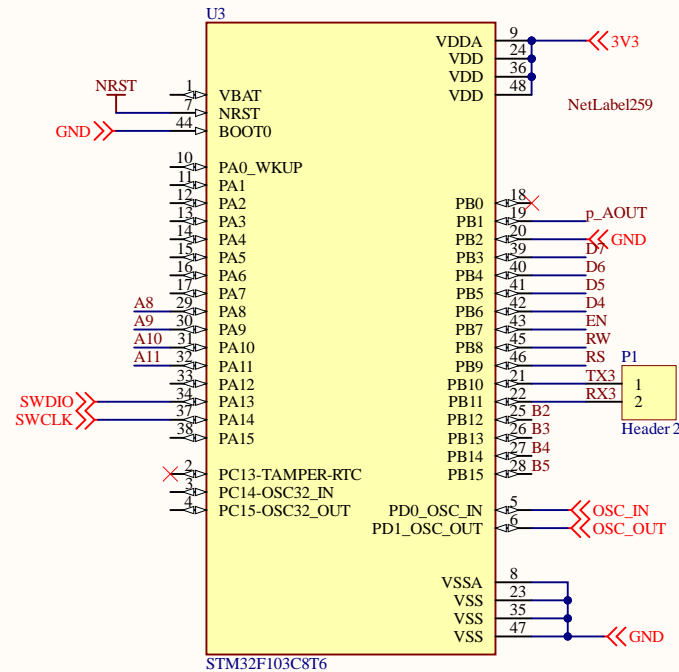 U3
9 VDDA 3V3
24 VDD
36 VDD
48 VDD
NetLabel259
NRST
1 VBAT
7 NRST
GND 44 BOOT0
10 PA0_WKUP
11 PA1
12 PA2
13 PA3
14 PA4
15 PA5
16 PA6
17 PA7
A8 29 PA8
A9 30 PA9
A10 31 PA10
A11 32 PA11
33 PA12
SWDIO 34 PA13
SWCLK 37 PA14
38 PA15
2 PC13-TAMPER-RTC
3 PC14-OSC32_IN
4 PC15-OSC32_OUT
PB0 18
PB1 19 p_AOUT
PB2 20 GND
PB3 39 D7
PB4 40 D6
PB5 41 D5
PB6 42 D4
PB7 43 EN
PB8 45 RW
PB9 46 RS
PB10 21 TX3
PB11 22 RX3
PB12 25 B2
PB13 26 B3
PB14 27 B4
PB15 28 B5
P1
1
2
Header 2
PD0_OSC_IN 5 OSC_IN
PD1_OSC_OUT 6 OSC_OUT
VSSA 8
VSS 23
VSS 35
VSS 47 GND
STM32F103C8T6